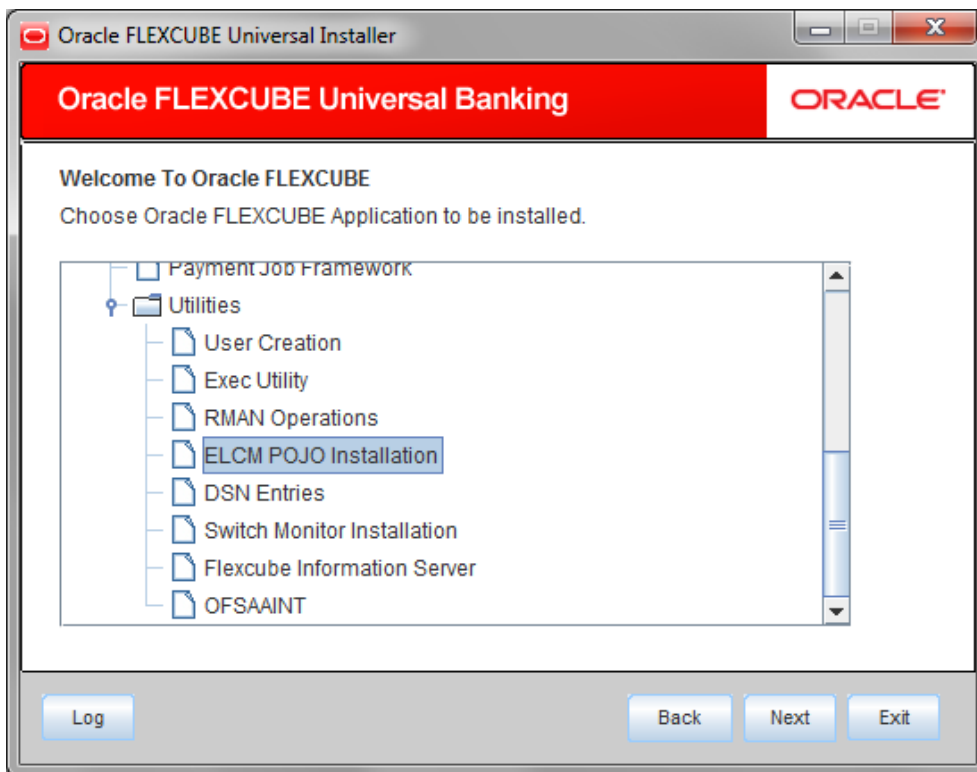 Oracle FLEXCUBE Universal Installer
Oracle FLEXCUBE Universal Banking
ORACLE
Welcome To Oracle FLEXCUBE
Choose Oracle FLEXCUBE Application to be installed.
Payment Job Framework
Utilities
User Creation
Exec Utility
RMAN Operations
ELCM POJO Installation
DSN Entries
Switch Monitor Installation
Flexcube Information Server
OFSAAINT
Log
Back
Next
Exit